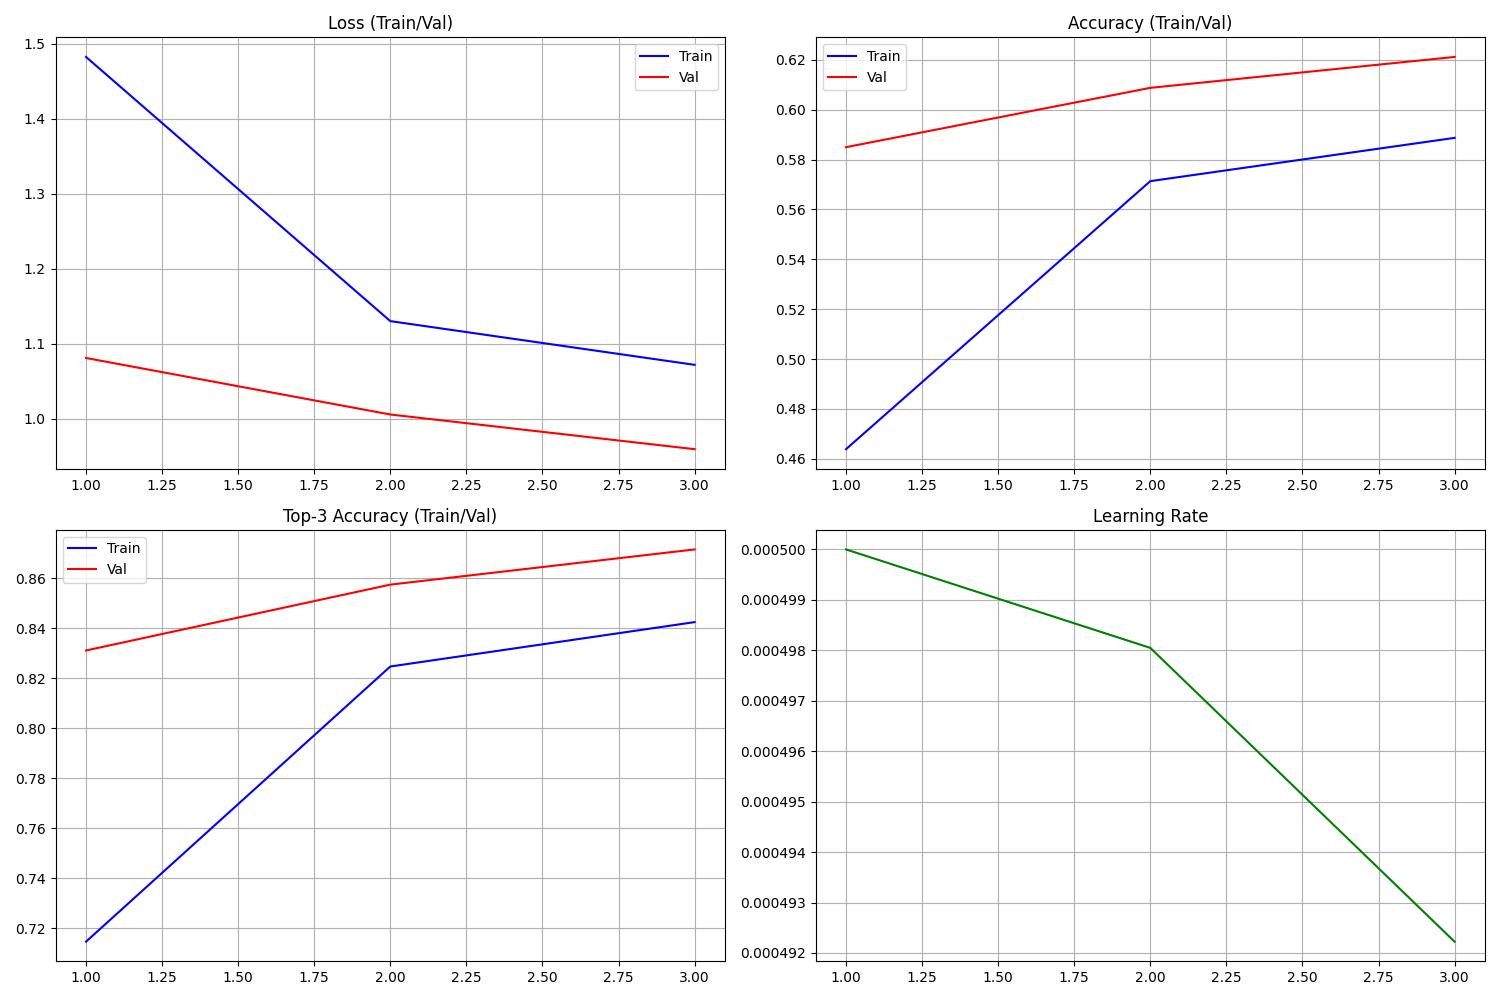 Loss (Train/Val)
1.5
1.4
1.3
1.2
1.1
1.0
Train
Val
1.00 1.25 1.50 1.75 2.00 2.25 2.50 2.75 3.00
Accuracy (Train/Val)
0.62
0.60
0.58
0.56
0.54
0.52
0.50
0.48
0.46
Train
Val
1.00 1.25 1.50 1.75 2.00 2.25 2.50 2.75 3.00
Top-3 Accuracy (Train/Val)
0.86
0.84
0.82
0.80
0.78
0.76
0.74
0.72
Train
Val
1.00 1.25 1.50 1.75 2.00 2.25 2.50 2.75 3.00
Learning Rate
0.000500
0.000499
0.000498
0.000497
0.000496
0.000495
0.000494
0.000493
0.000492
1.00 1.25 1.50 1.75 2.00 2.25 2.50 2.75 3.00